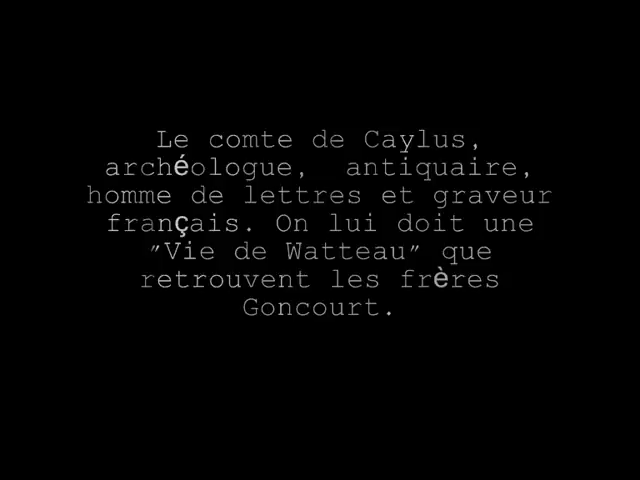 Le comte de Caylus,
archéologue, antiquaire,
homme de lettres et graveur
français. On lui doit une
"Vie de Watteau" que
retrouvent les frères
Goncourt.